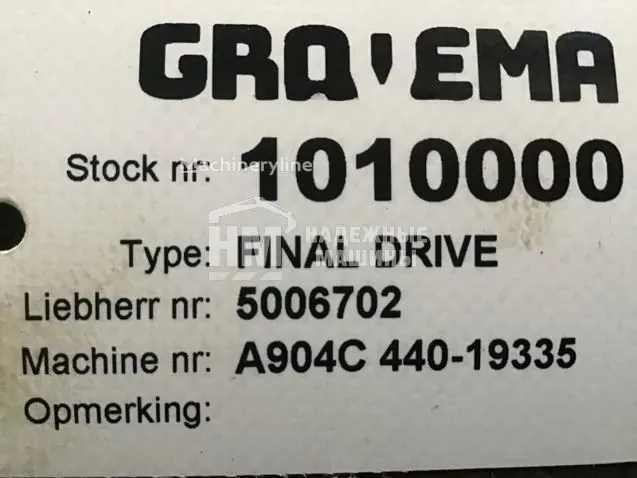 GRQ'EMA
Stock nr: 1010000
Machineryline
Type: FINAL DRIVE
НМ НАДЕЖНЫЕ МАШИНЫ
Liebherr nr: 5006702
Machine nr: A904C 440-19335
Opmerking: